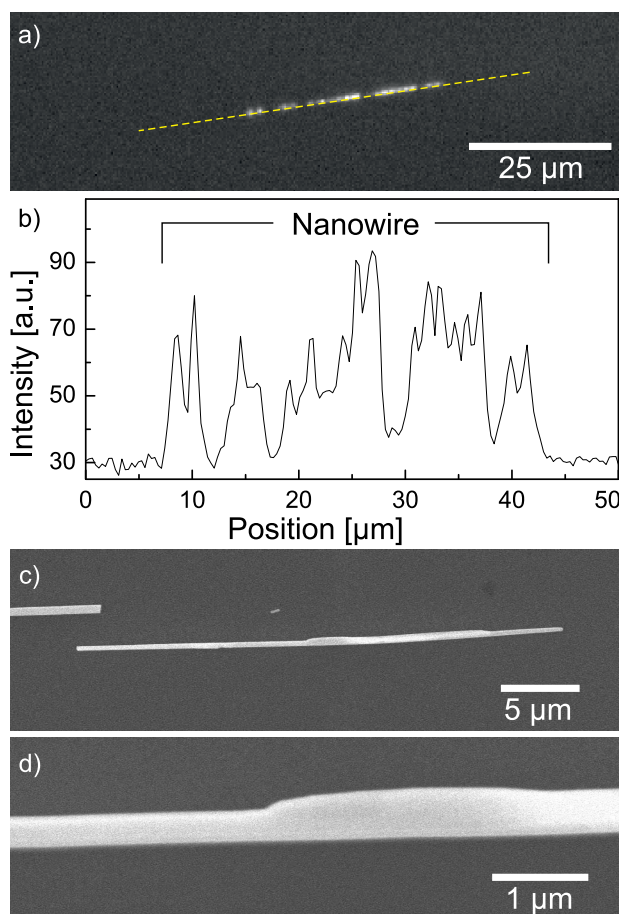 a)
25 µm
b)
Nanowire
90
70
50
30
Intensity [a.u.]
0 10 20 30 40 50
Position [µm]
c)
5 µm
d)
1 µm